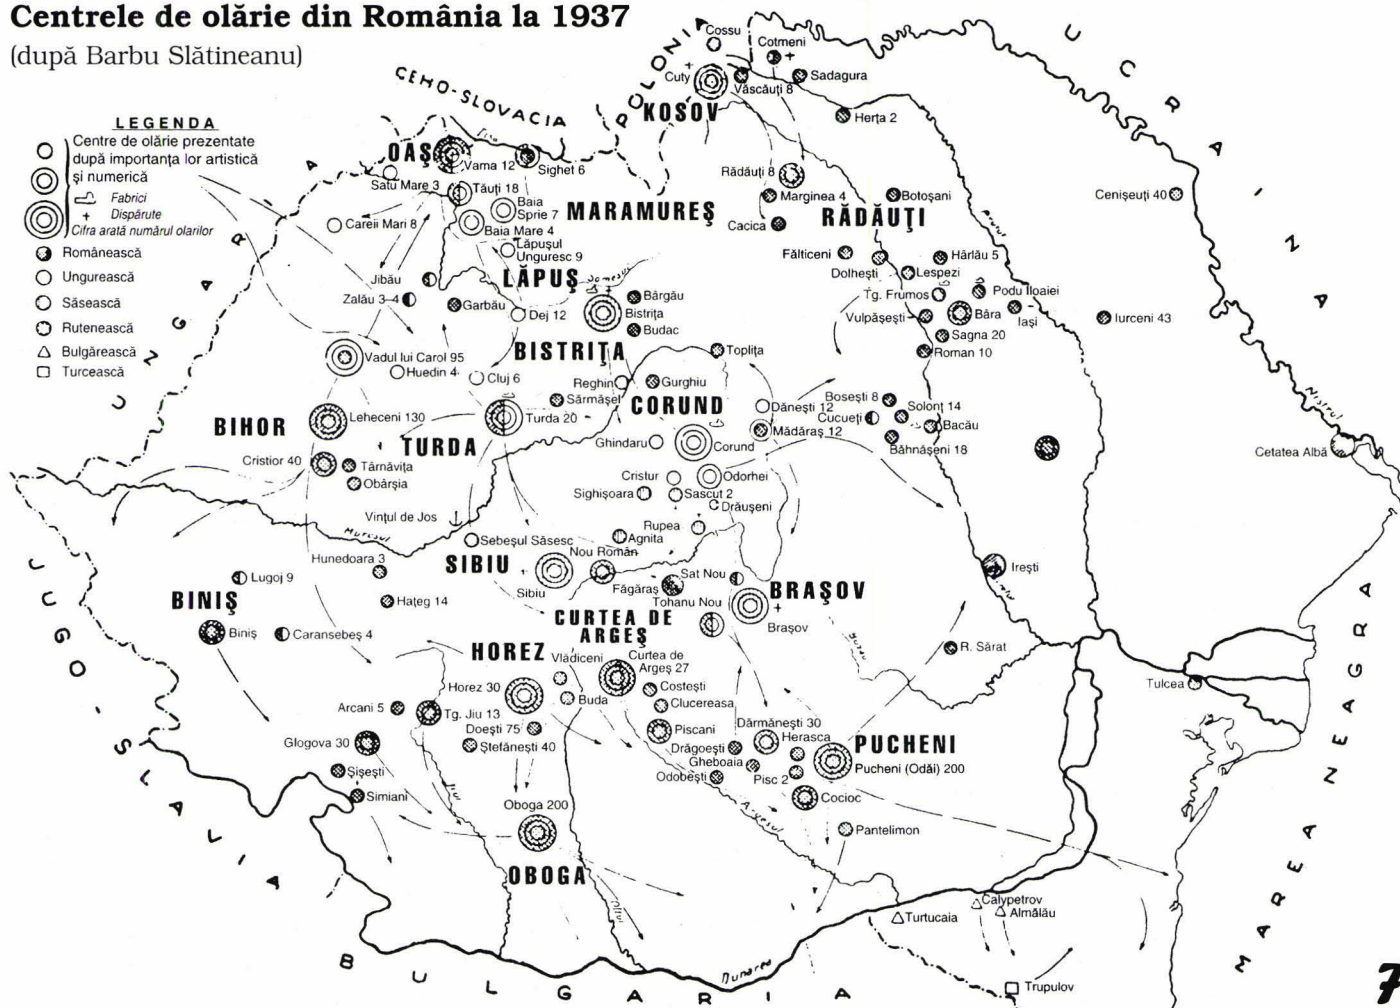 Centrele de olărie din România la 1937
(după Barbu Slătineanu)
LEGENDA
Centre de olărie prezentate
după importanța lor artistică
și numerică
Fabrici
+ Dispărute
Cifra arată numărul olarilor
Românească
Ungurească
Săsească
Rutenească
Bulgărească
Turcească
CEHO-SLOVACIA
POLONIA
UCRAINA
UNGARIA
JUGO-SLAVIA
BULGARIA
MAREA NEAGRA
Cossu
Cotmeni
+
Cuty
+
Văscăuți 8
Sadagura
KOSOV
Herța 2
OAȘ
Vama 12
Sighet 6
Satu Mare 3
Tăuți 18
Baia
Sprie 7
MARAMUREȘ
Careii Mari 8
Baia Mare 4
Lăpușul
Unguresc 9
LĂPUȘ
Rădăuți 8
Marginea 4
RĂDĂUȚI
Botoșani
Cenișeuți 40
Cacica
Fălticeni
Dolhești
Hârlău 5
Lespezi
Tg. Frumos
Podu Iloaiei
Vulpășești
Bâra
Iași
Iurceni 43
Sagna 20
Roman 10
Jibău
Zalău 3-4
Garbău
Someșul
Dej 12
Bârgău
Bistrița
Budac
BISTRIȚA
Toplița
Vadul lui Carol 95
Huedin 4
Cluj 6
Reghin
Gurghiu
Sărmășel
CORUND
BIHOR
Leheceni 130
Turda 20
TURDA
Dănești 12
Mădăraș 12
Bosești 8
Cucueți
Solonț 14
Bacău
Băhnășeni 18
Ghindaru
Corund
Cristior 40
Târnăvița
Obârșia
Cristur
Odorhei
Sighișoara
Sascut 2
Drăușeni
Nistrul
Cetatea Albă
Vințul de Jos
Mureșul
Rupea
Sebeșul Săsesc
Agnita
Nou Român
SIBIU
Sibiu
Hunedoara 3
Lugoj 9
Hațeg 14
Făgăraș
Sat Nou
Tohanu Nou
BRAȘOV
+
Brașov
Irești
BINIȘ
Biniș
Caransebeș 4
CURTEA DE
ARGEȘ
HOREZ
Vlădiceni
Curtea de
Argeș 27
R. Sărat
Tulcea
Horez 30
Buda
Costești
Clucereasa
Arcani 5
Tg. Jiu 13
Doești 75
Ștefănești 40
Piscani
Dărmănești 30
Herasca
PUCHENI
Pucheni (Odăi) 200
Glogova 30
Drăgoești
Gheboaia
Odobești
Pisc 2
Cocioc
Șișești
Simiani
Jiul
Oboga 200
Argeșul
Pantelimon
OBOGA
Oltul
Turtucaia
Calypetrov
Almălău
Dunărea
Trupulov
7